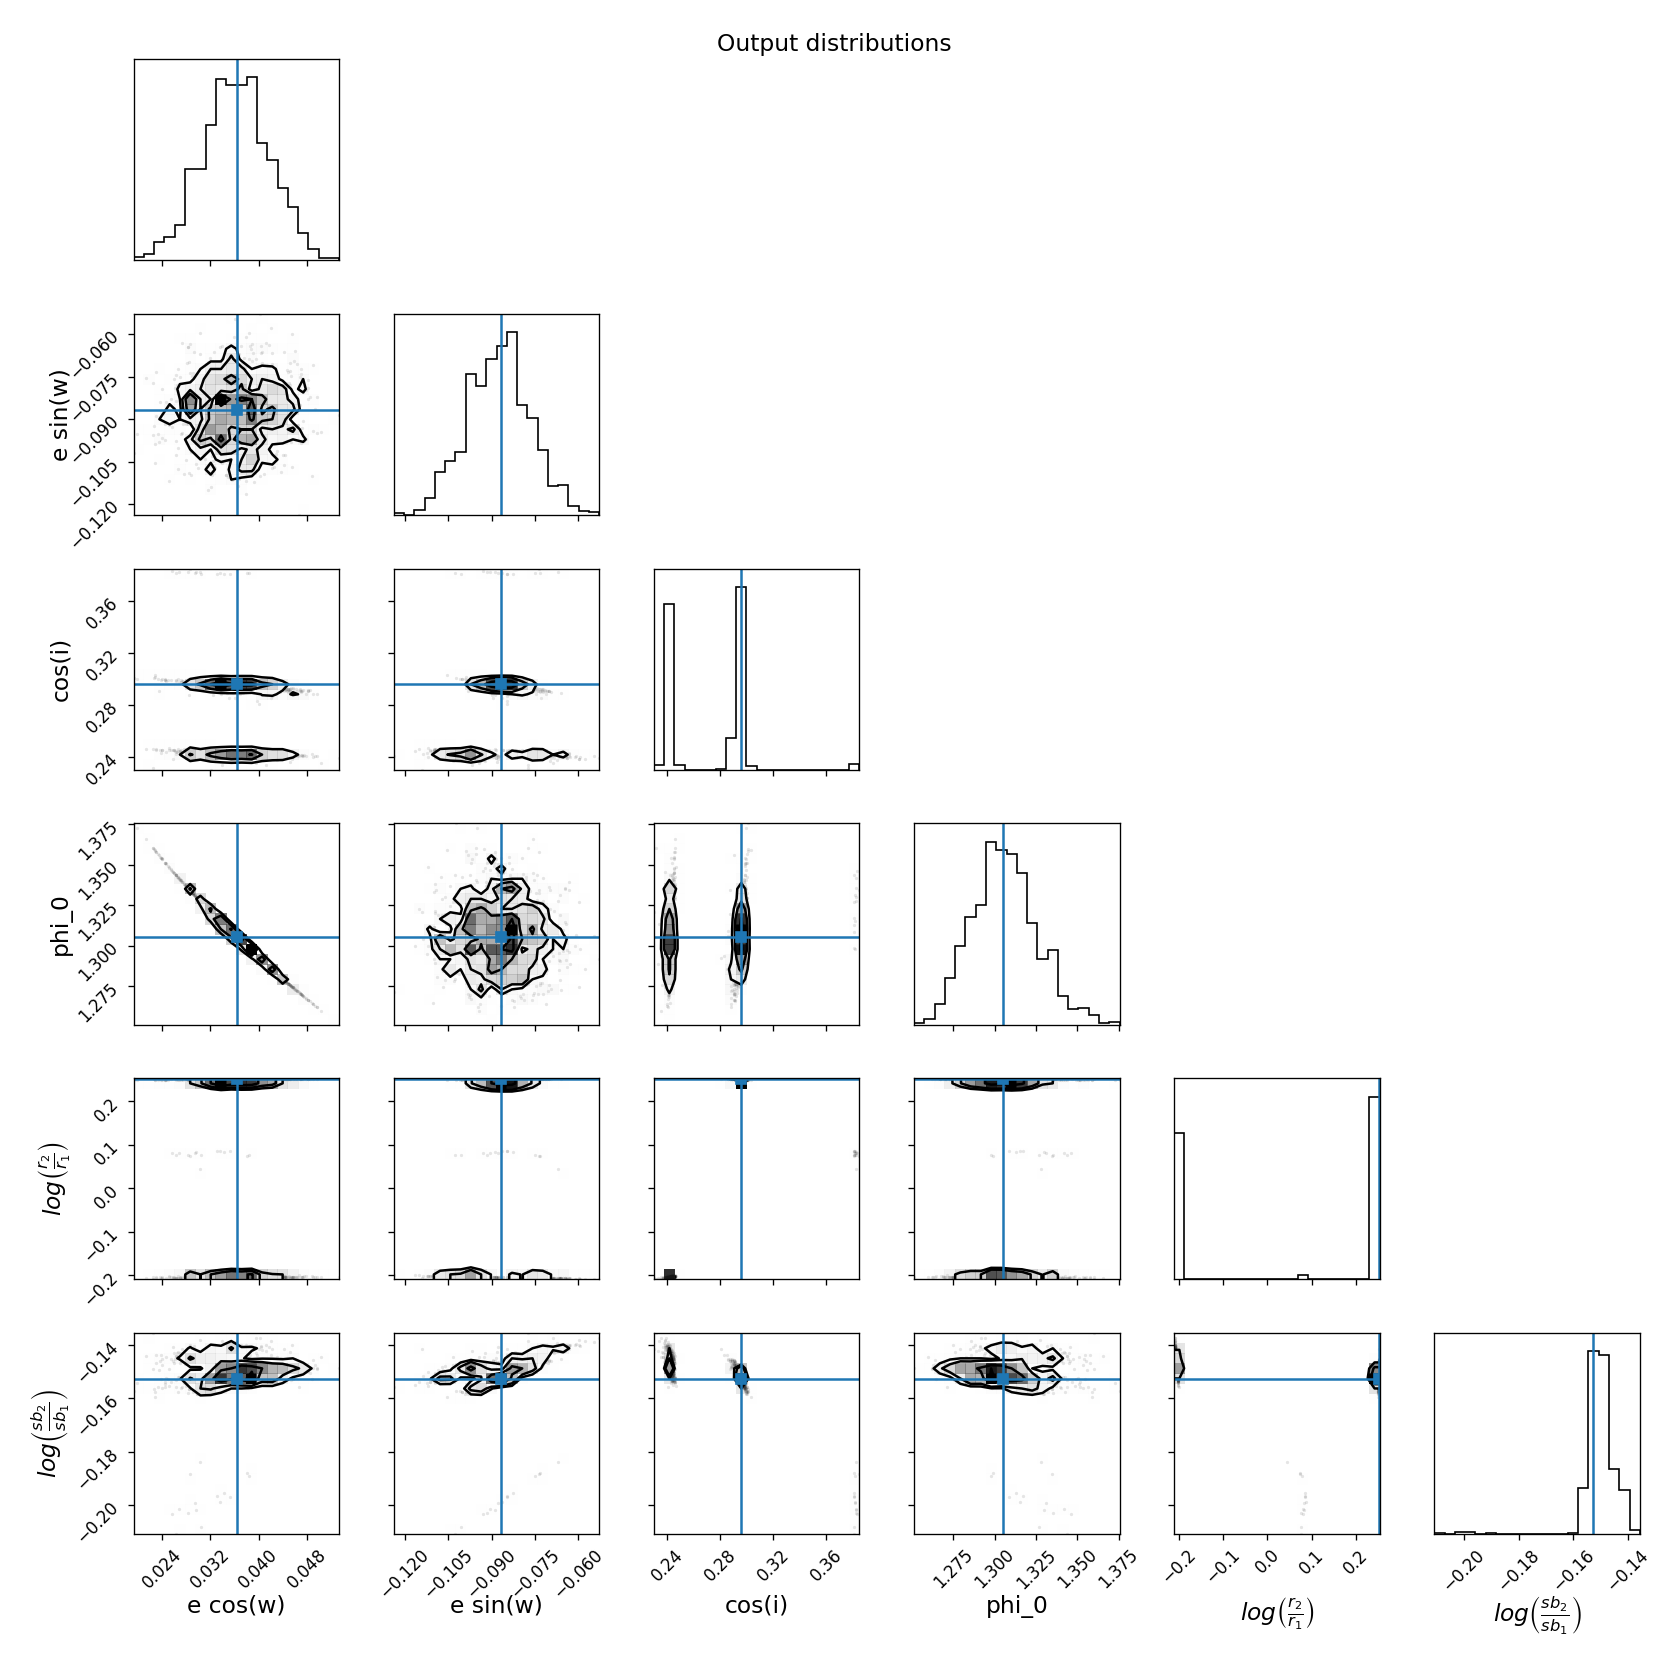 Output distributions
e sin(w)
−0.060
−0.075
−0.090
−0.105
−0.120
cos(i)
0.36
0.32
0.28
0.24
phi_0
1.375
1.350
1.325
1.300
1.275
log(r2/r1)
0.2
0.1
0.0
−0.1
−0.2
log(sb2/sb1)
−0.14
−0.16
−0.18
−0.20
0.024 0.032 0.040 0.048
−0.120 −0.105 −0.090 −0.075 −0.060
0.24 0.28 0.32 0.36
1.275 1.300 1.325 1.350 1.375
−0.2 −0.1 0.0 0.1 0.2
−0.20 −0.18 −0.16 −0.14
e cos(w)
e sin(w)
cos(i)
phi_0
log(r2/r1)
log(sb2/sb1)